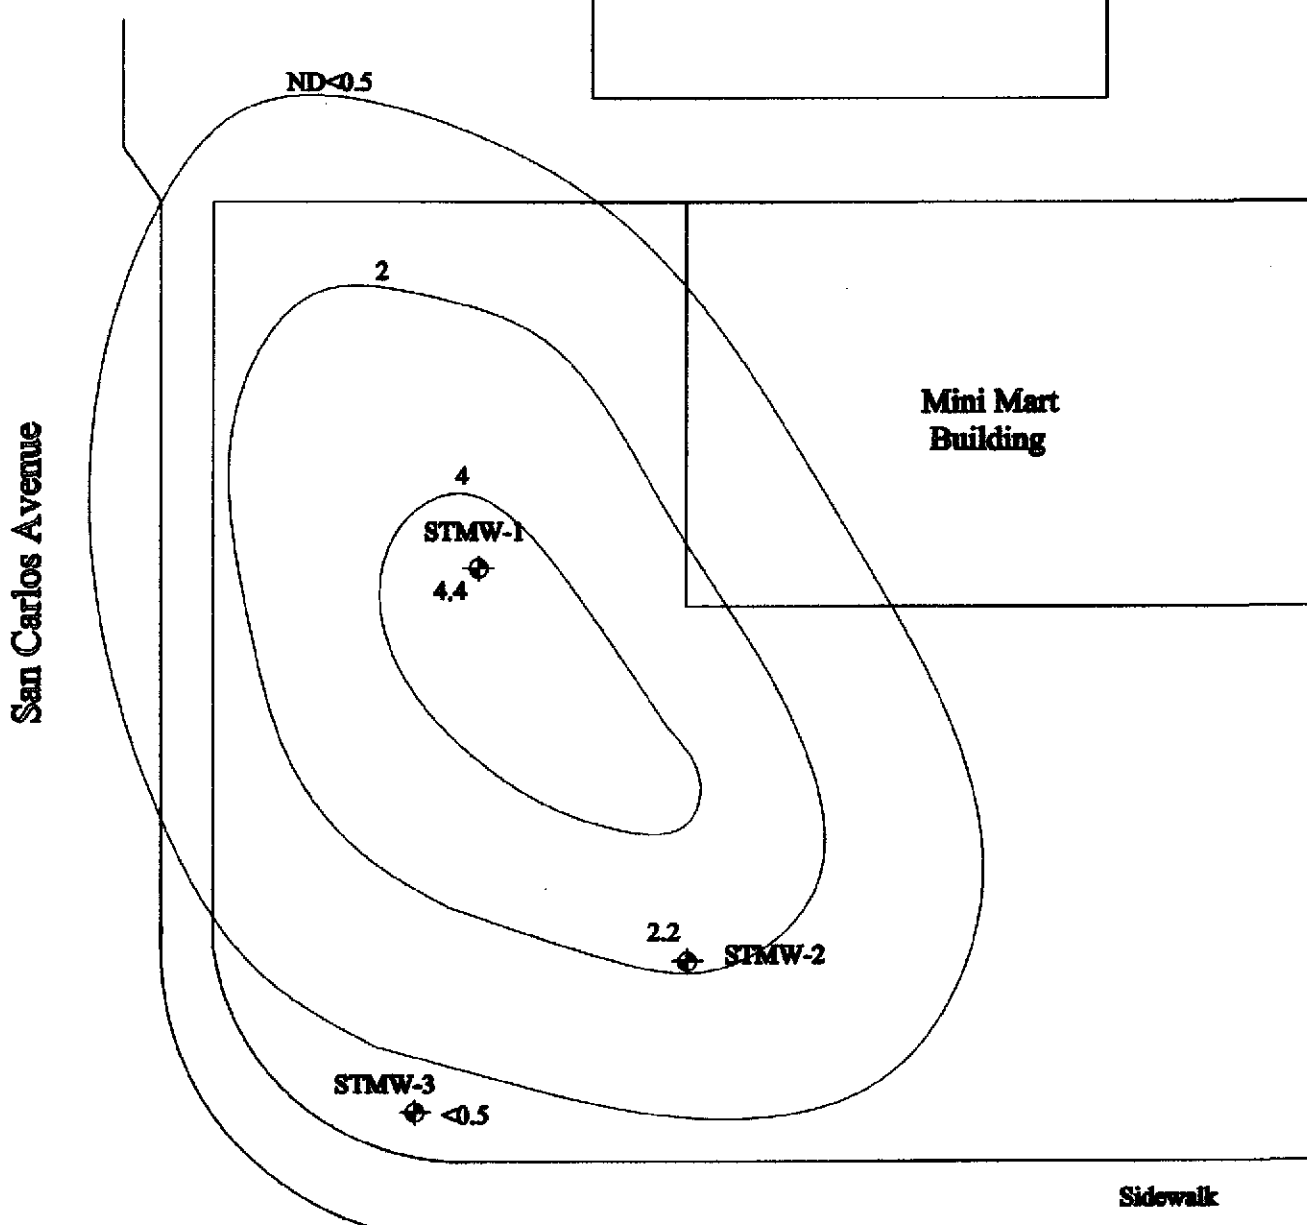 ND<0.5
2
Mini Mart
Building
San Carlos Avenue
4
STMW-1
4.4
2.2
STMW-2
STMW-3
<0.5
Sidewalk